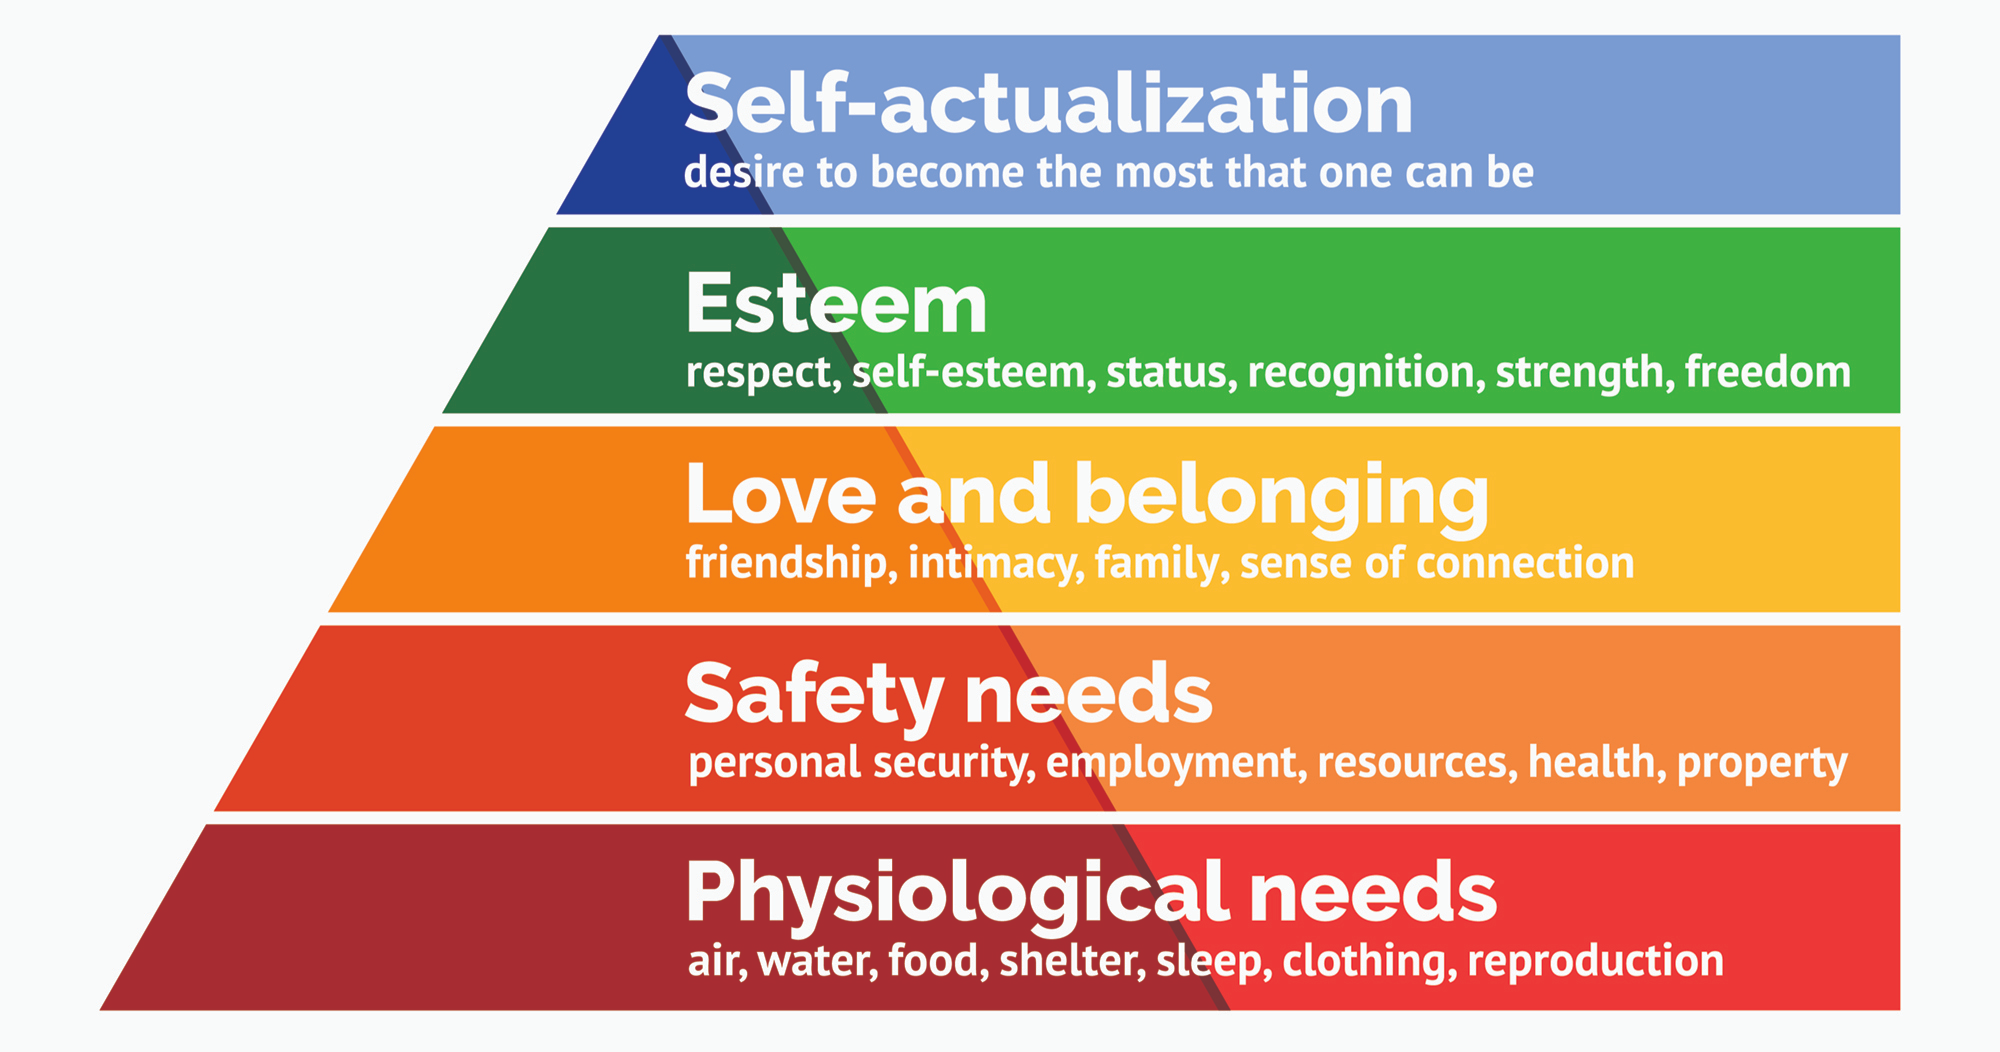 Self-actualization
desire to become the most that one can be
Esteem
respect, self-esteem, status, recognition, strength, freedom
Love and belonging
friendship, intimacy, family, sense of connection
Safety needs
personal security, employment, resources, health, property
Physiological needs
air, water, food, shelter, sleep, clothing, reproduction